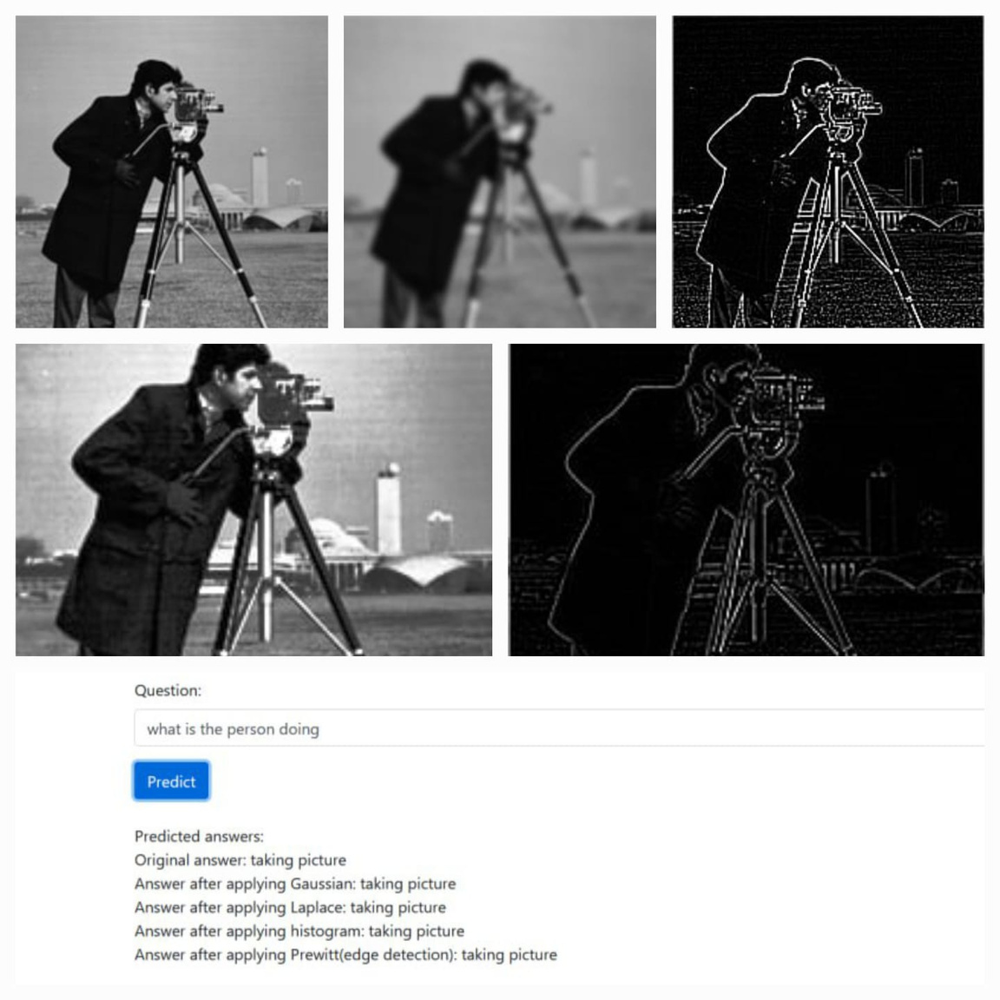 Question:
what is the person doing
Predict
Predicted answers:
Original answer: taking picture
Answer after applying Gaussian: taking picture
Answer after applying Laplace: taking picture
Answer after applying histogram: taking picture
Answer after applying Prewitt(edge detection): taking picture